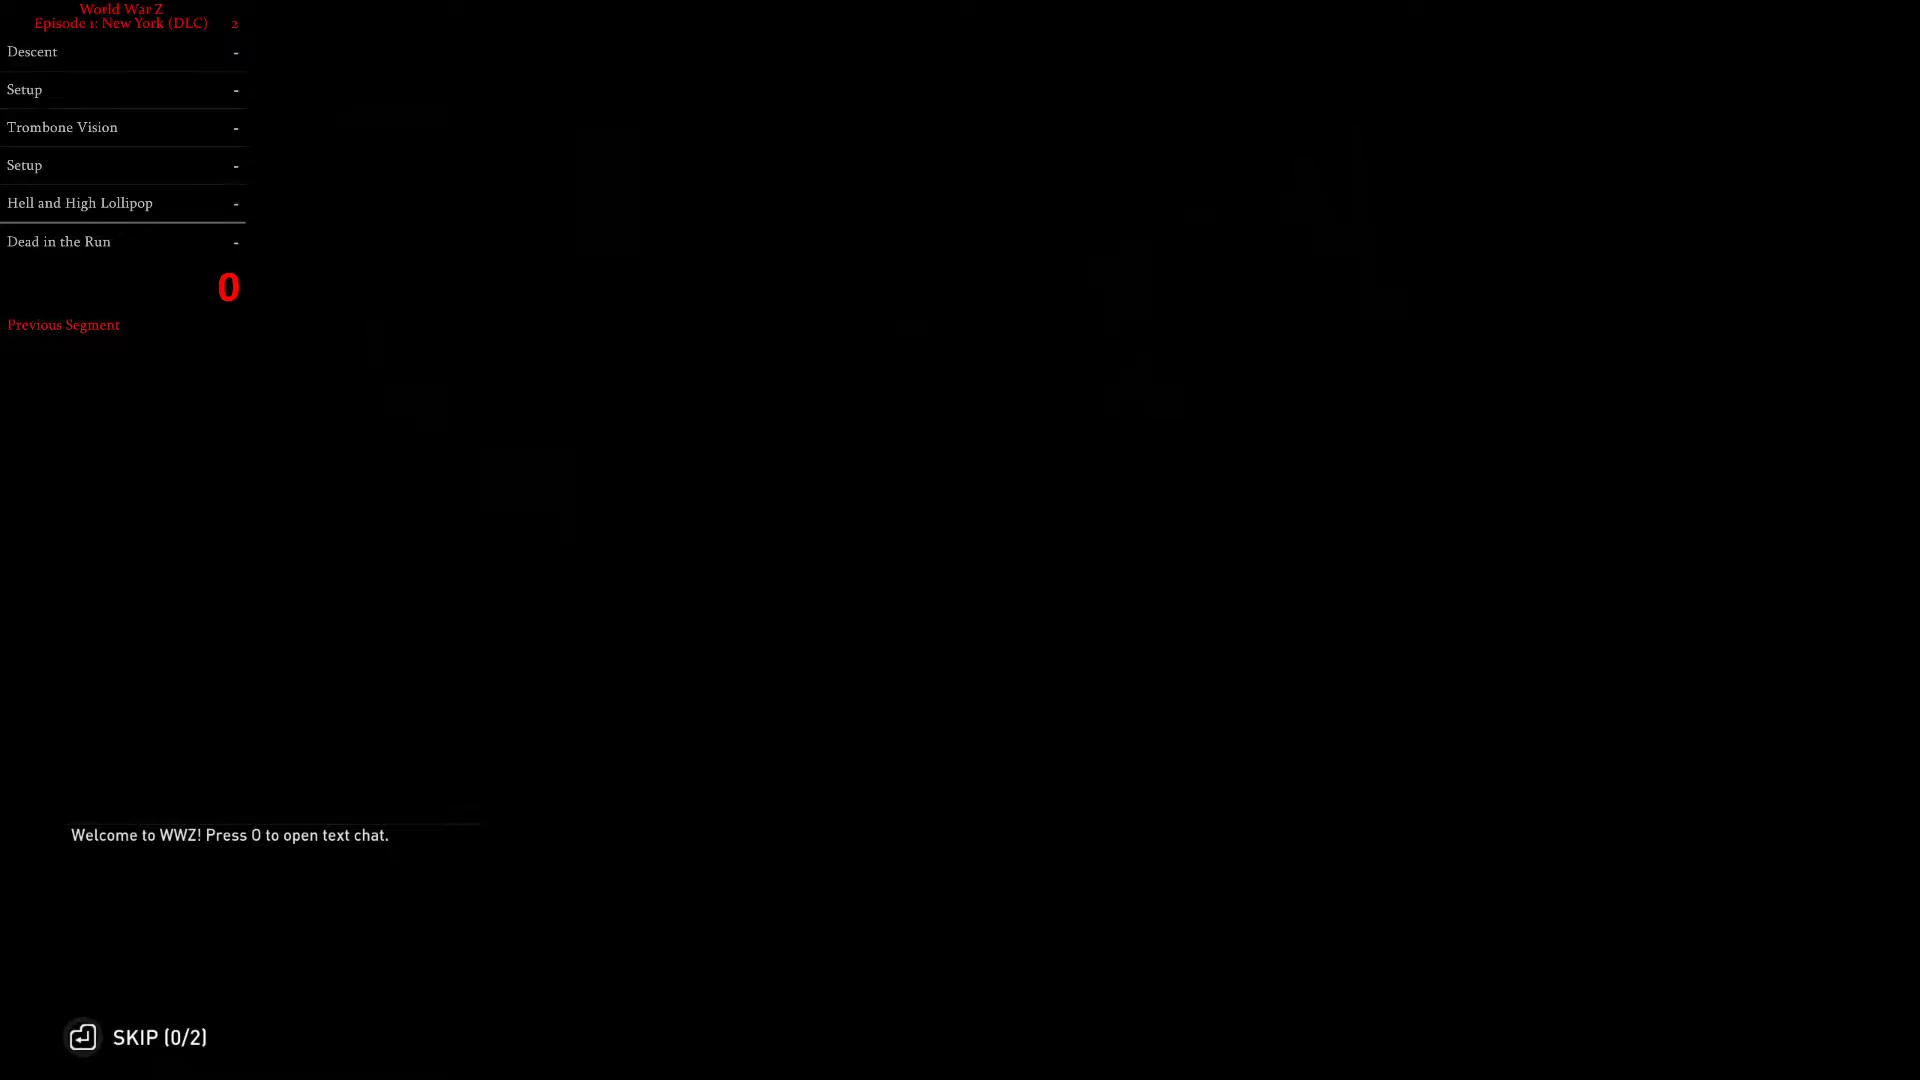 World War Z
Episode 1: New York (DLC) 2
Descent -
Setup -
Trombone Vision -
Setup -
Hell and High Lollipop -
Dead in the Run -
0
Previous Segment
Welcome to WWZ! Press O to open text chat.
SKIP (0/2)